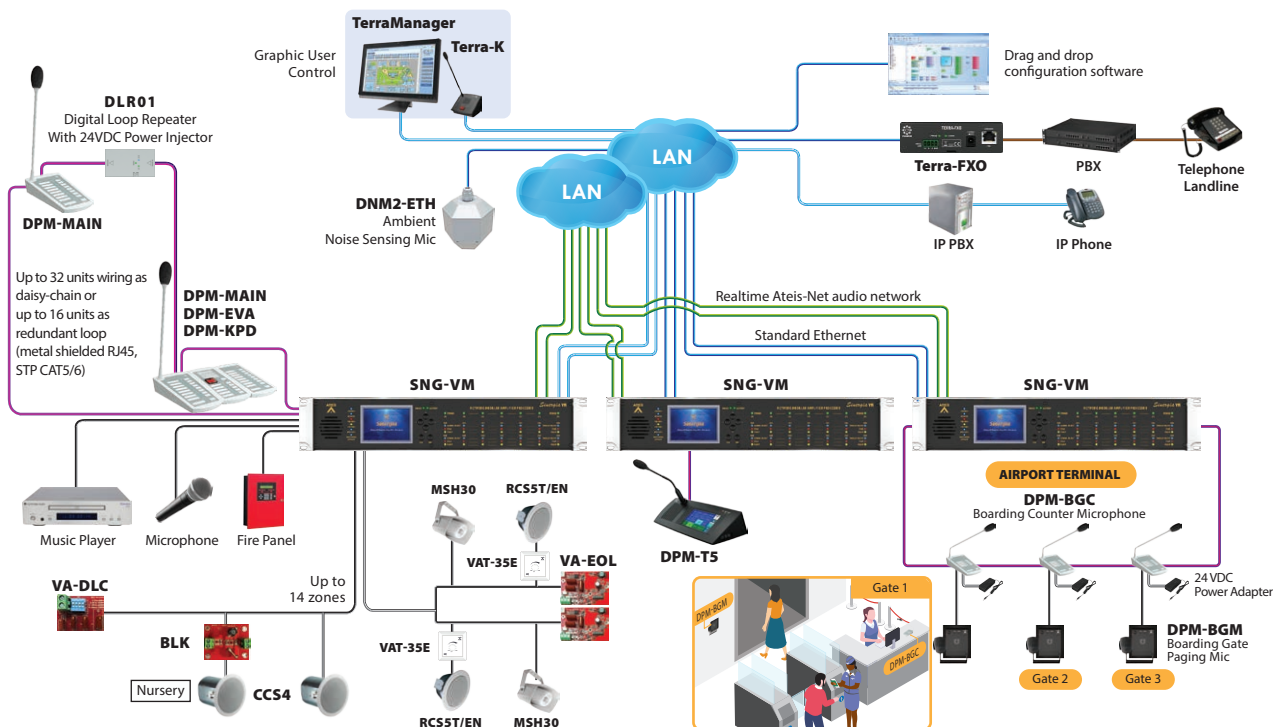 TerraManager
Terra-K
Graphic User
Control
Drag and drop
configuration software
DLR01
Digital Loop Repeater
With 24VDC Power Injector
DPM-MAIN
LAN
LAN
TERRA-FXO
Terra-FXO
PBX
Telephone
Landline
DNM2-ETH
Ambient
Noise Sensing Mic
IP PBX
IP Phone
Up to 32 units wiring as
daisy-chain or
up to 16 units as
redundant loop
(metal shielded RJ45,
STP CAT5/6)
DPM-MAIN
DPM-EVA
DPM-KPD
Realtime Ateis-Net audio network
Standard Ethernet
SNG-VM
SNG-VM
SNG-VM
Music Player
Microphone
Fire Panel
MSH30
RCS5T/EN
VAT-35E
VA-EOL
DPM-T5
AIRPORT TERMINAL
DPM-BGC
Boarding Counter Microphone
24 VDC
Power Adapter
VA-DLC
Up to
14 zones
BLK
Nursery
CCS4
VAT-35E
RCS5T/EN
MSH30
Gate 1
DPM-BGM
DPM-BGC
DPM-BGM
Boarding Gate
Paging Mic
Gate 2
Gate 3